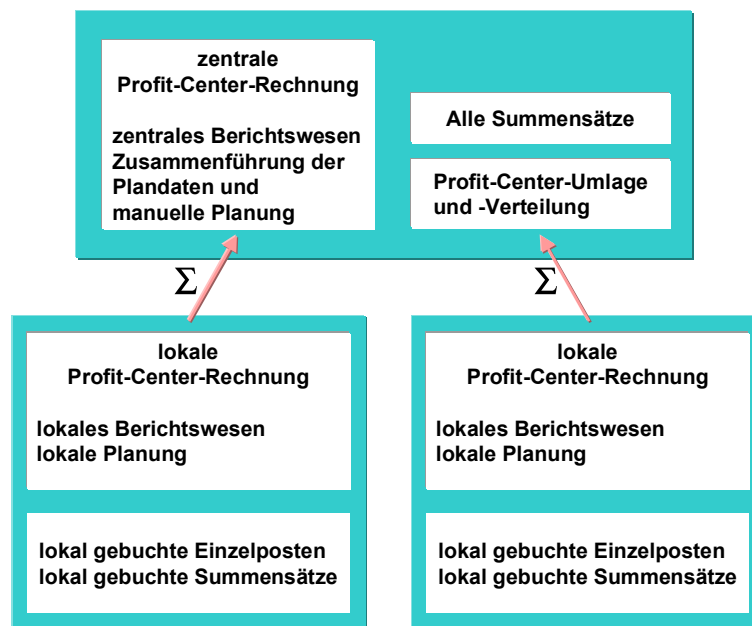 zentrale
Profit-Center-Rechnung
zentrales Berichtswesen
Zusammenführung der
Plandaten und
manuelle Planung
Alle Summensätze
Profit-Center-Umlage
und -Verteilung
Σ
Σ
lokale
Profit-Center-Rechnung
lokales Berichtswesen
lokale Planung
lokal gebuchte Einzelposten
lokal gebuchte Summensätze
lokale
Profit-Center-Rechnung
lokales Berichtswesen
lokale Planung
lokal gebuchte Einzelposten
lokal gebuchte Summensätze